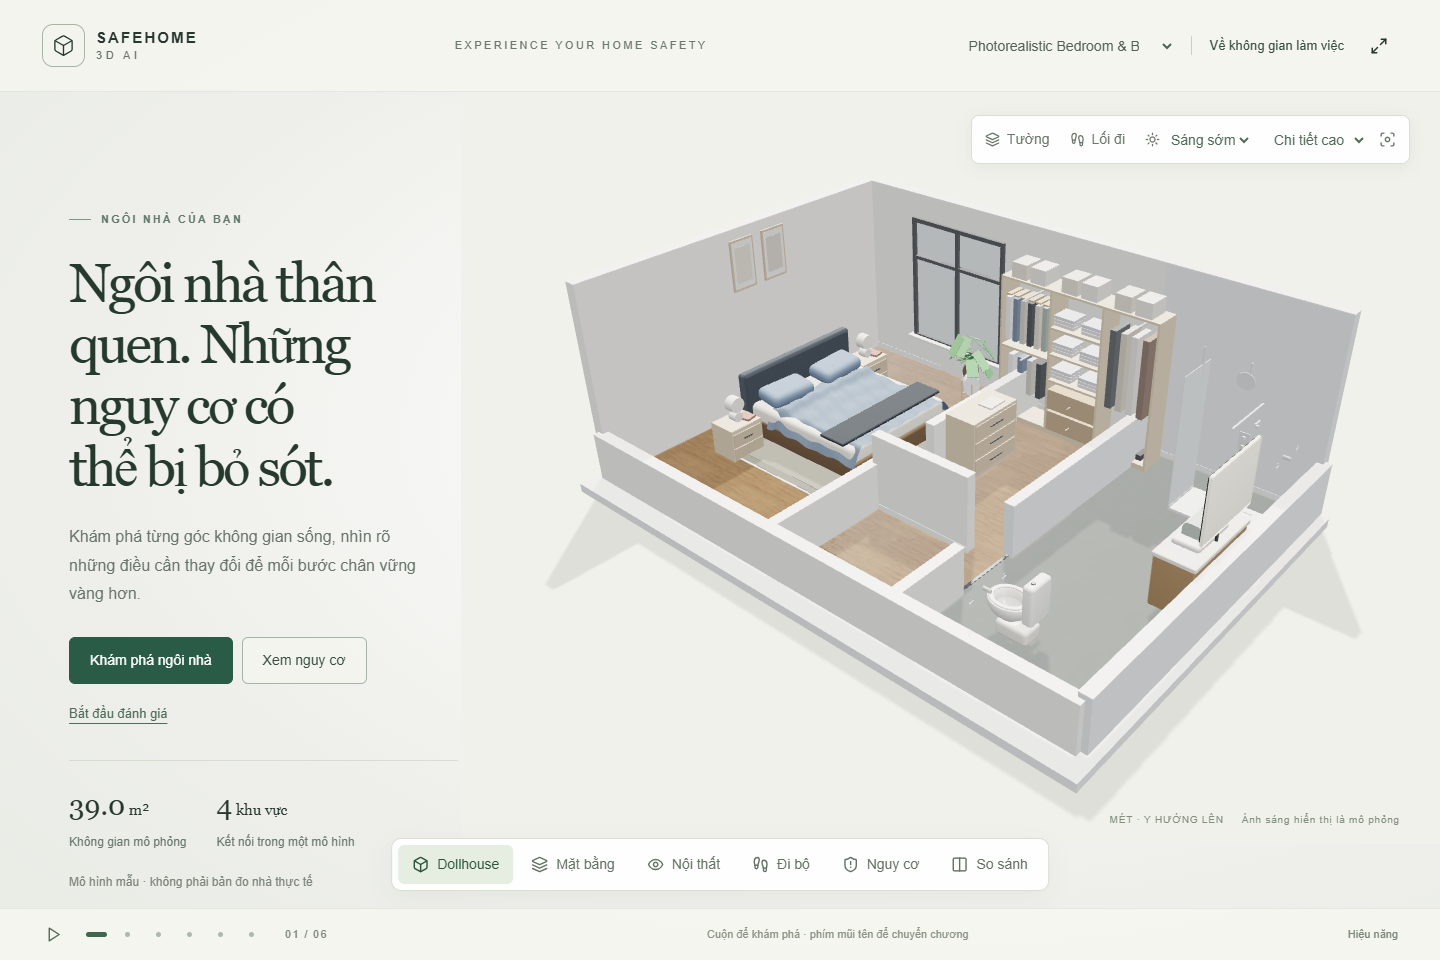 SAFEHOME
3D AI
EXPERIENCE YOUR HOME SAFETY
Photorealistic Bedroom & B
Về không gian làm việc
Tường
Lối đi
Sáng sớm
Chi tiết cao
NGÔI NHÀ CỦA BẠN
Ngôi nhà thân
quen. Những
nguy cơ có
thể bị bỏ sót.
Khám phá từng góc không gian sống, nhìn rõ
những điều cần thay đổi để mỗi bước chân vững
vàng hơn.
Khám phá ngôi nhà
Xem nguy cơ
Bắt đầu đánh giá
39.0 m²
4 khu vực
Không gian mô phỏng
Kết nối trong một mô hình
Mô hình mẫu · không phải bản đo nhà thực tế
MÉT · Y HƯỚNG LÊN
Ánh sáng hiển thị là mô phỏng
Dollhouse
Mặt bằng
Nội thất
Đi bộ
Nguy cơ
So sánh
01 / 06
Cuộn để khám phá · phím mũi tên để chuyển chương
Hiệu năng